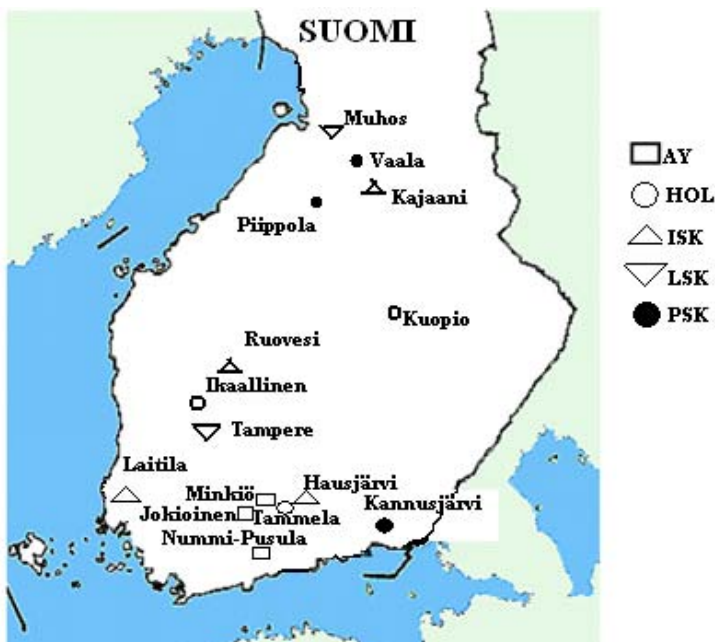 SUOMI
Muhos
Vaala
Kajaani
Piippola
Kuopio
Ruovesi
Ikaallinen
Tampere
Laitila
Hausjärvi
Minkiö
Kannusjärvi
Jokioinen
Tammela
Nummi-Pusula
AY
HOL
ISK
LSK
PSK